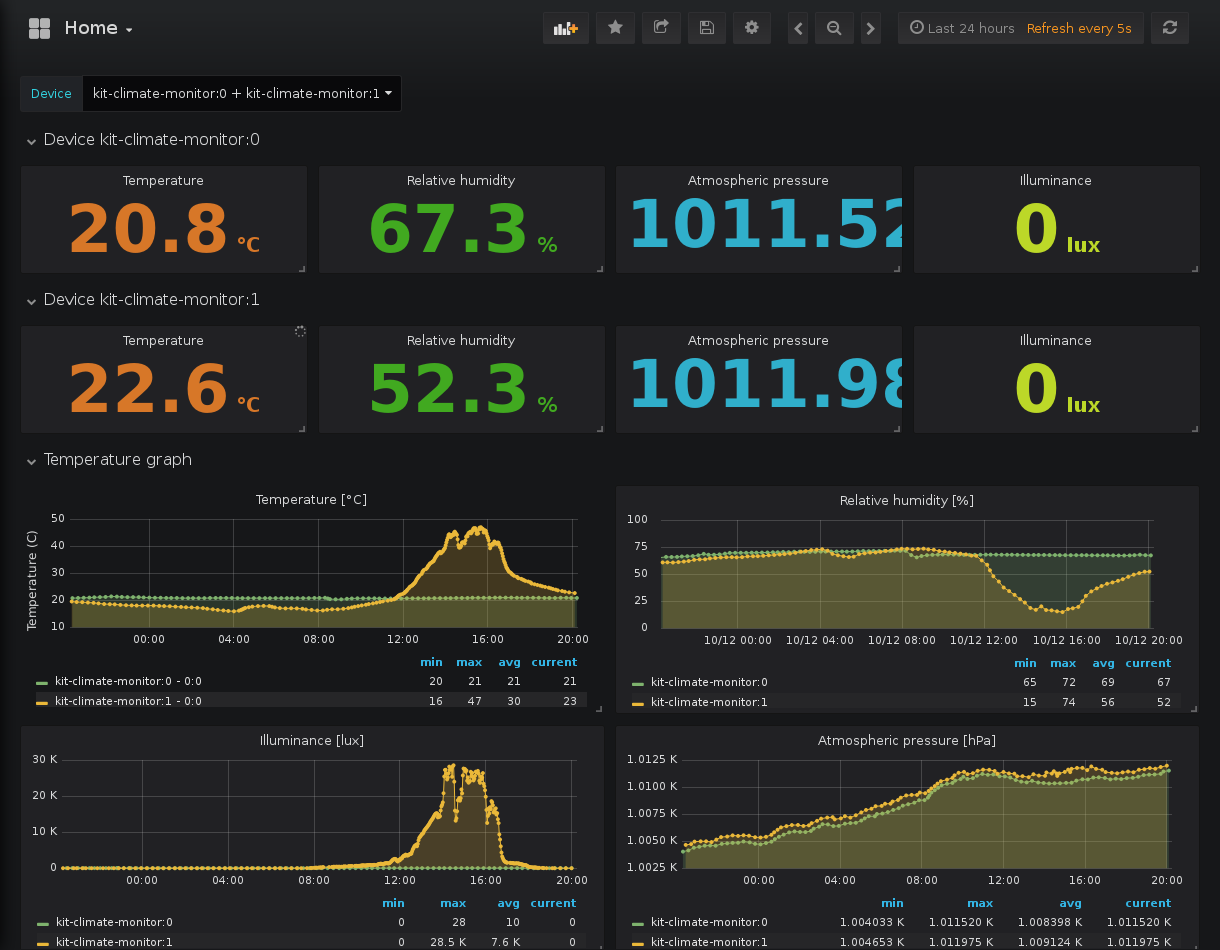 Home
Last 24 hours Refresh every 5s
Device kit-climate-monitor:0 + kit-climate-monitor:1
Device kit-climate-monitor:0
Temperature Relative humidity Atmospheric pressure Illuminance
20.8 °C 67.3 % 1011.52 0 lux
Device kit-climate-monitor:1
Temperature Relative humidity Atmospheric pressure Illuminance
22.6 °C 52.3 % 1011.98 0 lux
Temperature graph
Temperature [°C]
Temperature (C)
50
40
30
20
10
00:00 04:00 08:00 12:00 16:00 20:00
min max avg current
kit-climate-monitor:0 - 0:0 20 21 21 21
kit-climate-monitor:1 - 0:0 16 47 30 23
Relative humidity [%]
100
75
50
25
0
10/12 00:00 10/12 04:00 10/12 08:00 10/12 12:00 10/12 16:00 10/12 20:00
min max avg current
kit-climate-monitor:0 65 72 69 67
kit-climate-monitor:1 15 74 56 52
Illuminance [lux]
30 K
20 K
10 K
0
00:00 04:00 08:00 12:00 16:00 20:00
min max avg current
kit-climate-monitor:0 0 28 10 0
kit-climate-monitor:1 0 28.5 K 7.6 K 0
Atmospheric pressure [hPa]
1.0125 K
1.0100 K
1.0075 K
1.0050 K
1.0025 K
00:00 04:00 08:00 12:00 16:00 20:00
min max avg current
kit-climate-monitor:0 1.004033 K 1.011520 K 1.008398 K 1.011520 K
kit-climate-monitor:1 1.004653 K 1.011975 K 1.009124 K 1.011975 K